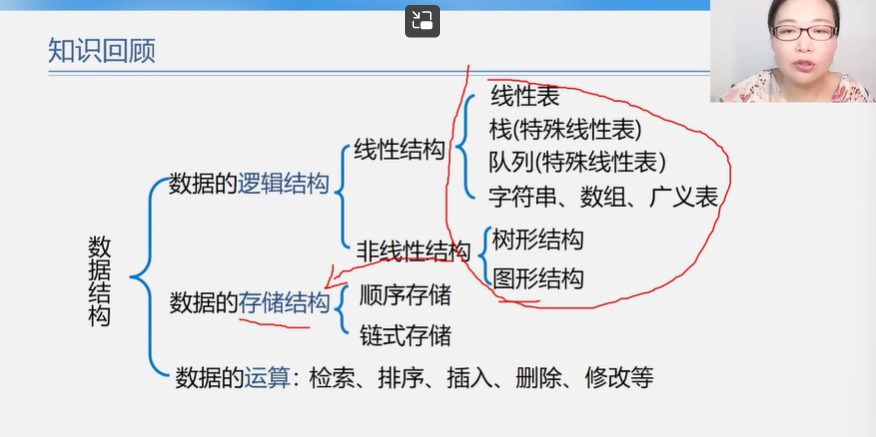 知识回顾
线性表
栈(特殊线性表)
线性结构
队列(特殊线性表)
数据的逻辑结构
字符串、数组、广义表
树形结构
非线性结构
数据结构
图形结构
数据的存储结构
顺序存储
链式存储
数据的运算：检索、排序、插入、删除、修改等